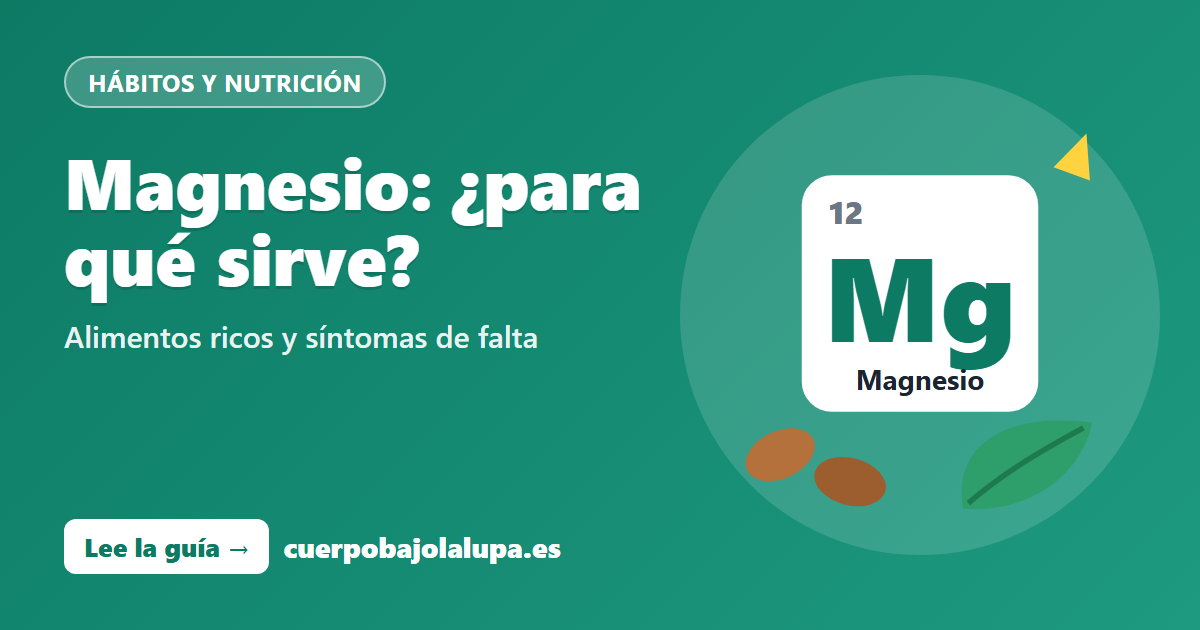 HÁBITOS Y NUTRICIÓN
Magnesio: ¿para
qué sirve?
Alimentos ricos y síntomas de falta
12
Mg
Magnesio
Lee la guía →
cuerpobajolalupa.es